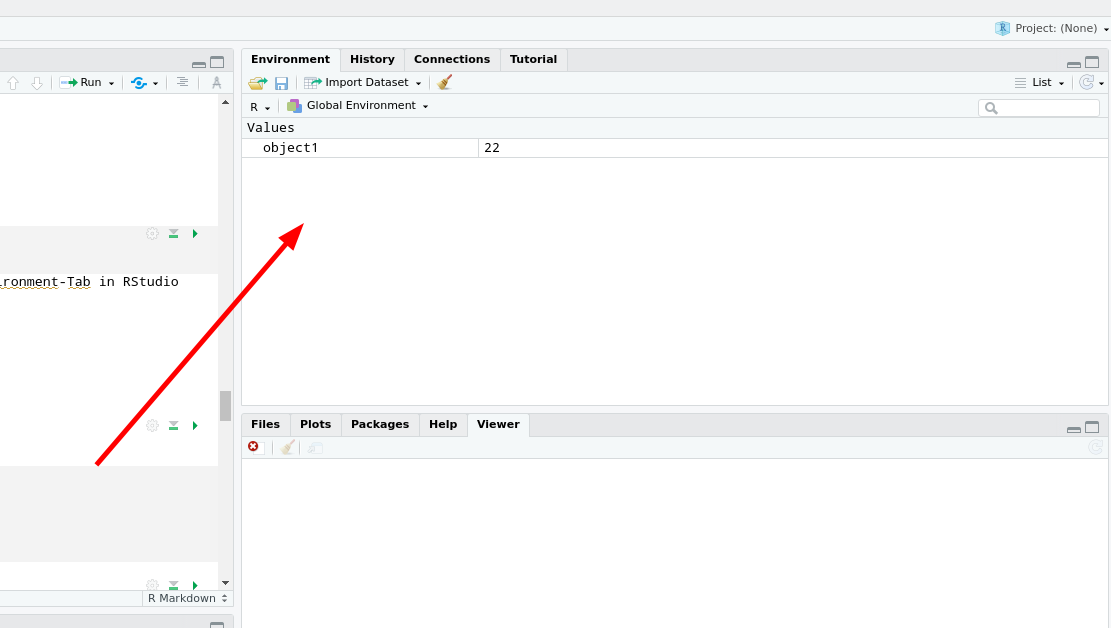 Project: (None)
Environment History Connections Tutorial
Run
Import Dataset
List
R
Global Environment
Values
object1 22
ironment-Tab in RStudio
Files Plots Packages Help Viewer
R Markdown